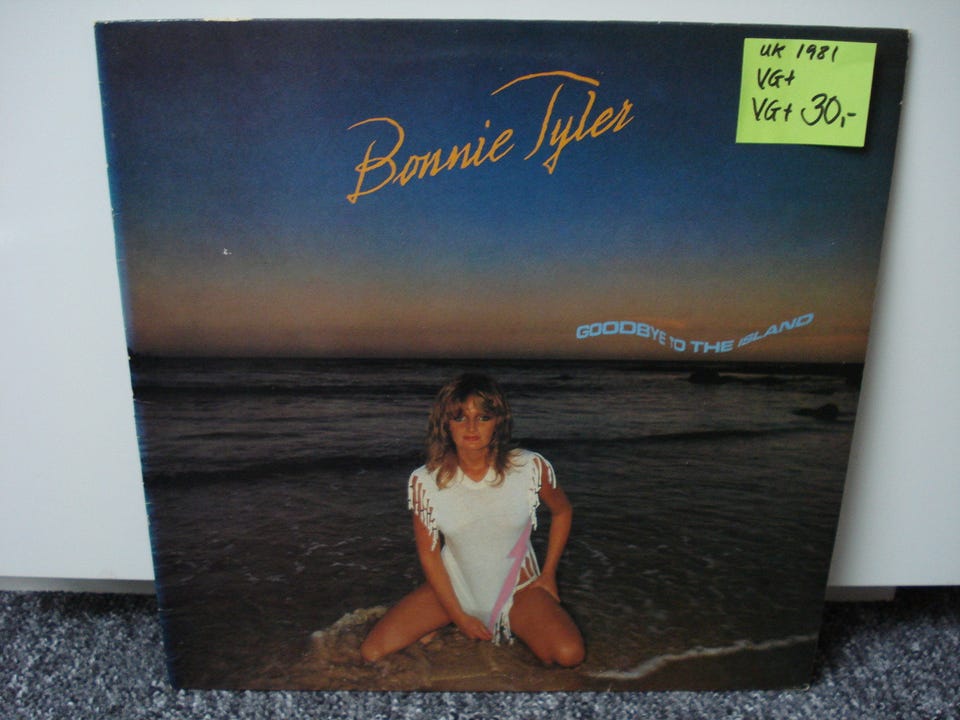 UK 1981
VG+
VG+ 30,-
Bonnie Tyler
GOODBYE TO THE ISLAND